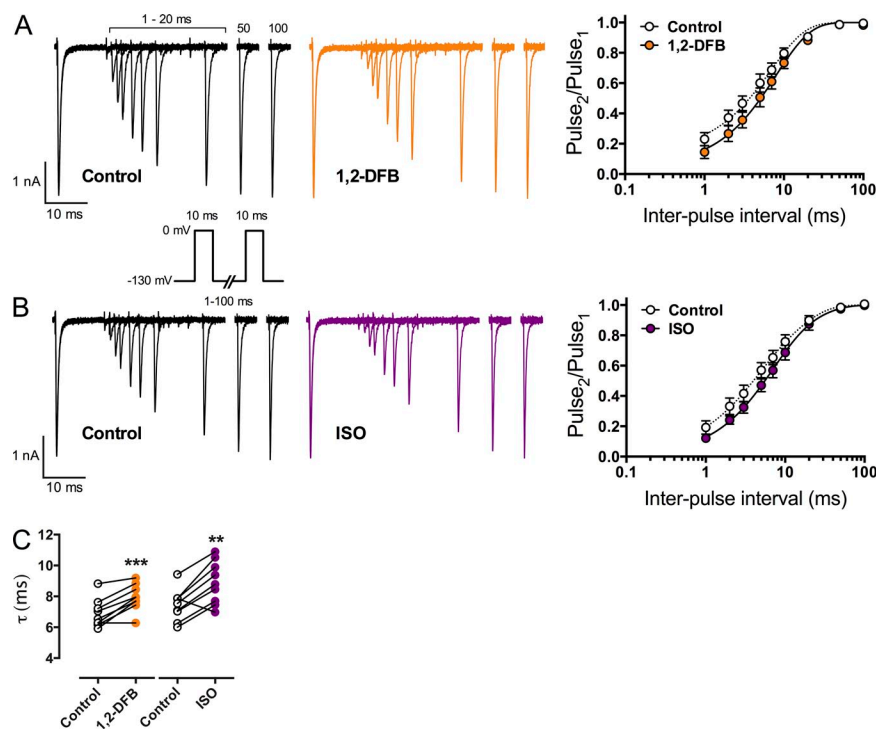 A
1 - 20 ms
50
100
Control
1,2-DFB
1 nA
10 ms
Pulse₂/Pulse₁
1.0
0.8
0.6
0.4
0.2
0.0
Control
1,2-DFB
0.1
1
10
100
Inter-pulse interval (ms)
10 ms
10 ms
0 mV
-130 mV
1-100 ms
B
Control
ISO
1 nA
10 ms
Pulse₂/Pulse₁
1.0
0.8
0.6
0.4
0.2
0.0
Control
ISO
0.1
1
10
100
Inter-pulse interval (ms)
C
τ (ms)
12
10
8
6
4
***
**
Control
1,2-DFB
Control
ISO